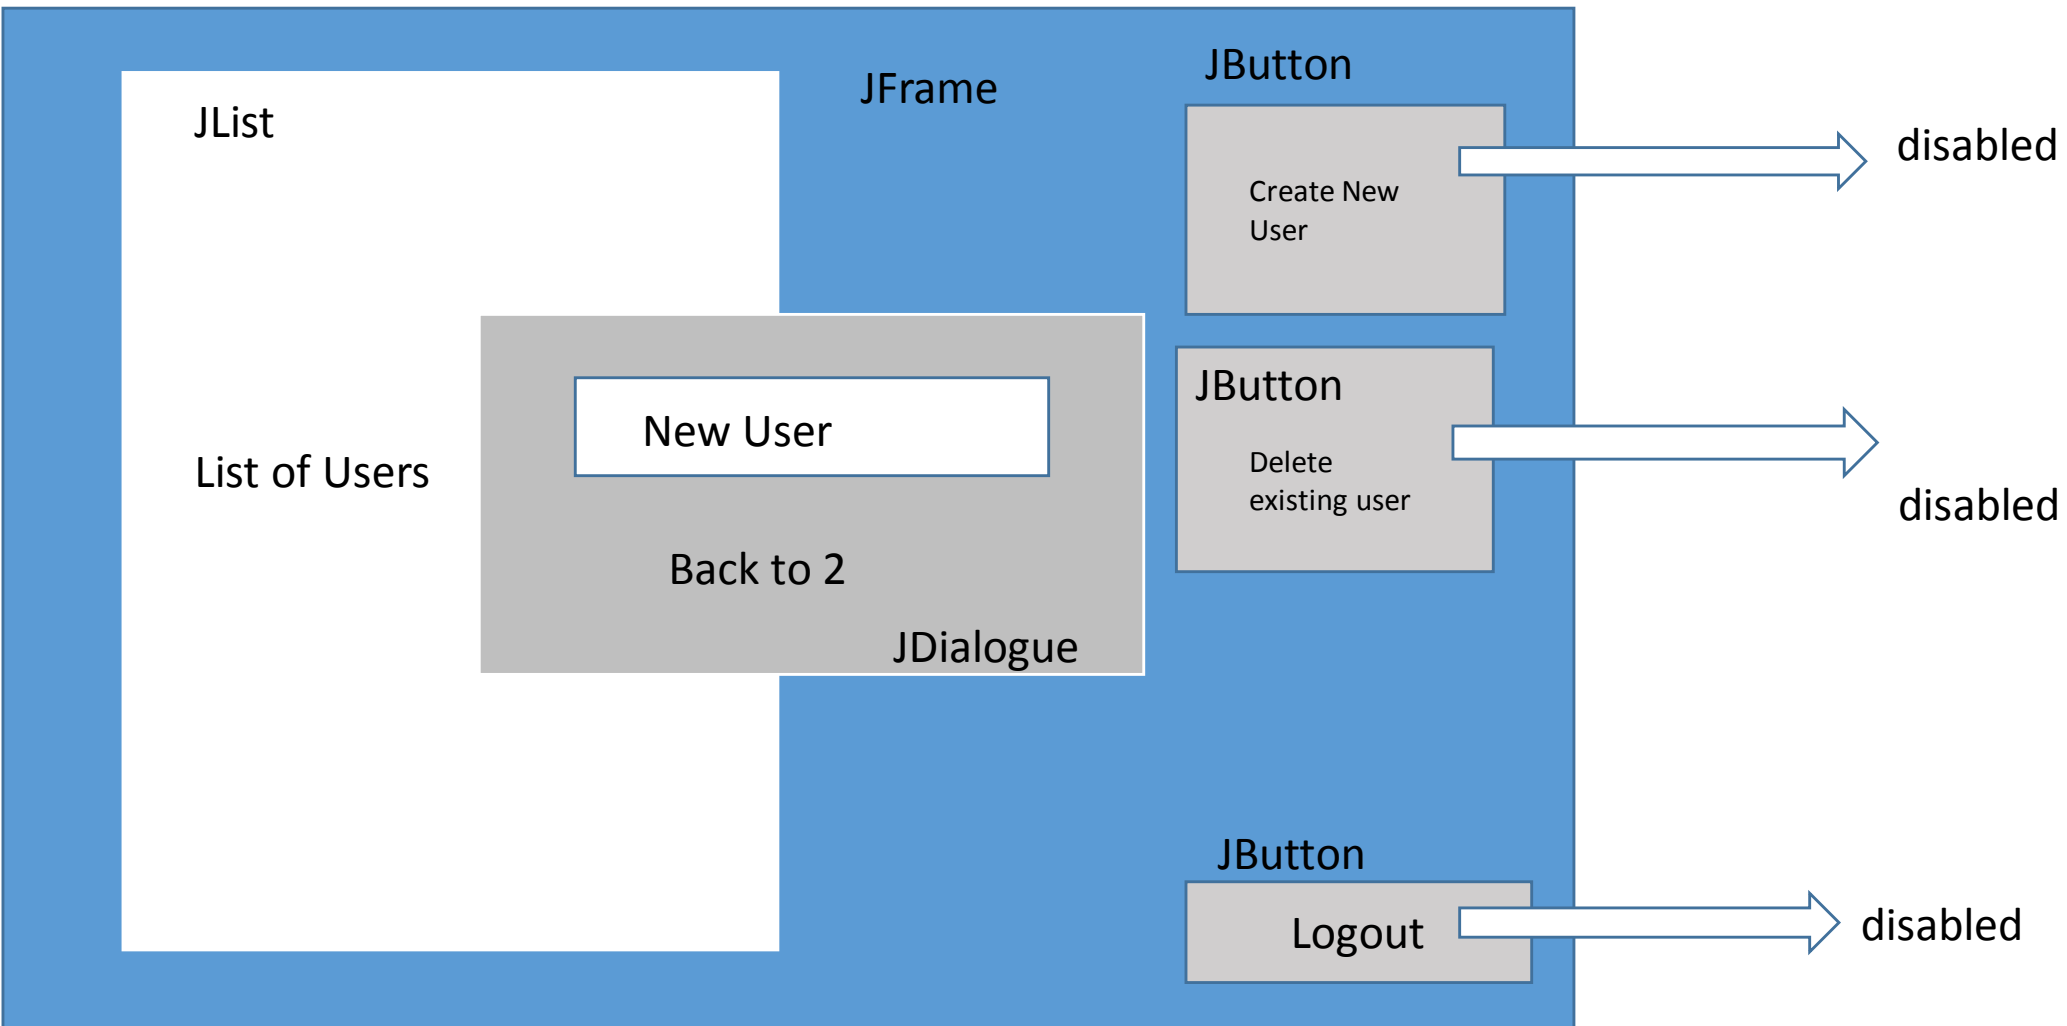 JButton
JFrame
JList
disabled
Create New
User
JButton
New User
List of Users
Delete
existing user
disabled
Back to 2
JDialogue
JButton
Logout
disabled